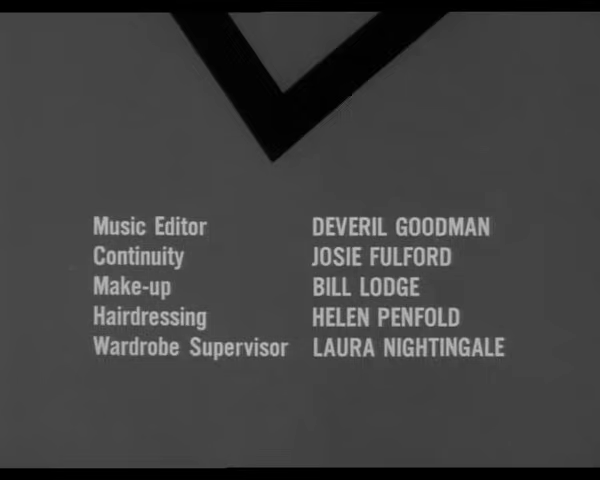 Music Editor DEVERIL GOODMAN
Continuity JOSIE FULFORD
Make-up BILL LODGE
Hairdressing HELEN PENFOLD
Wardrobe Supervisor LAURA NIGHTINGALE